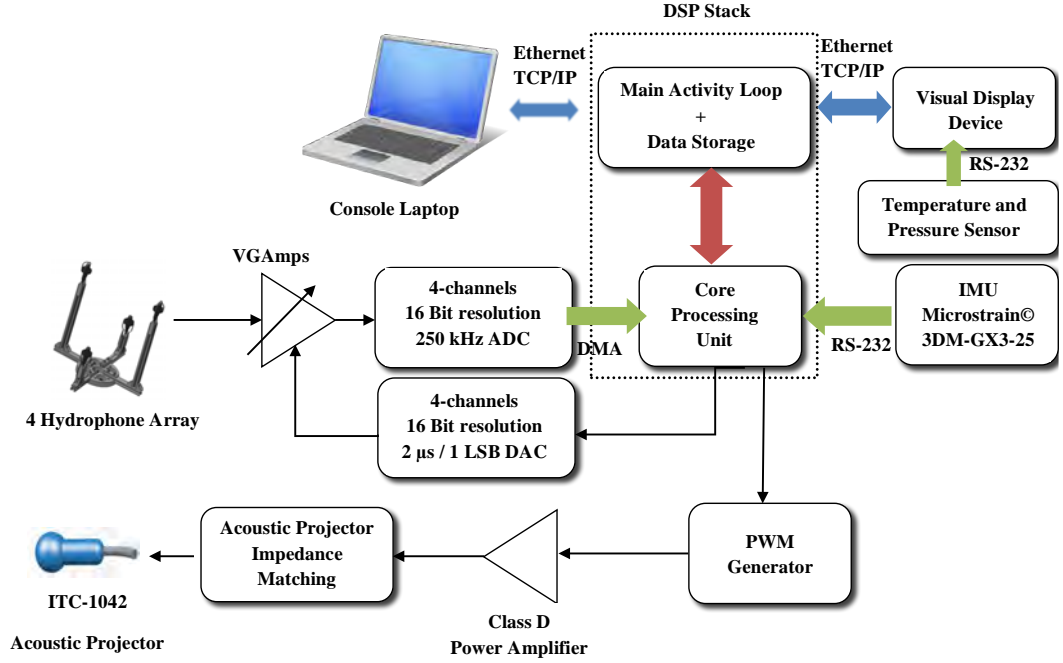 DSP Stack
Ethernet
TCP/IP
Ethernet
TCP/IP
Main Activity Loop
+
Data Storage
Visual Display
Device
RS-232
Console Laptop
Temperature and
Pressure Sensor
VGAmps
4-channels
16 Bit resolution
250 kHz ADC
DMA
Core
Processing
Unit
RS-232
IMU
Microstrain©
3DM-GX3-25
4 Hydrophone Array
4-channels
16 Bit resolution
2 µs / 1 LSB DAC
Acoustic Projector
Impedance
Matching
PWM
Generator
ITC-1042
Acoustic Projector
Class D
Power Amplifier